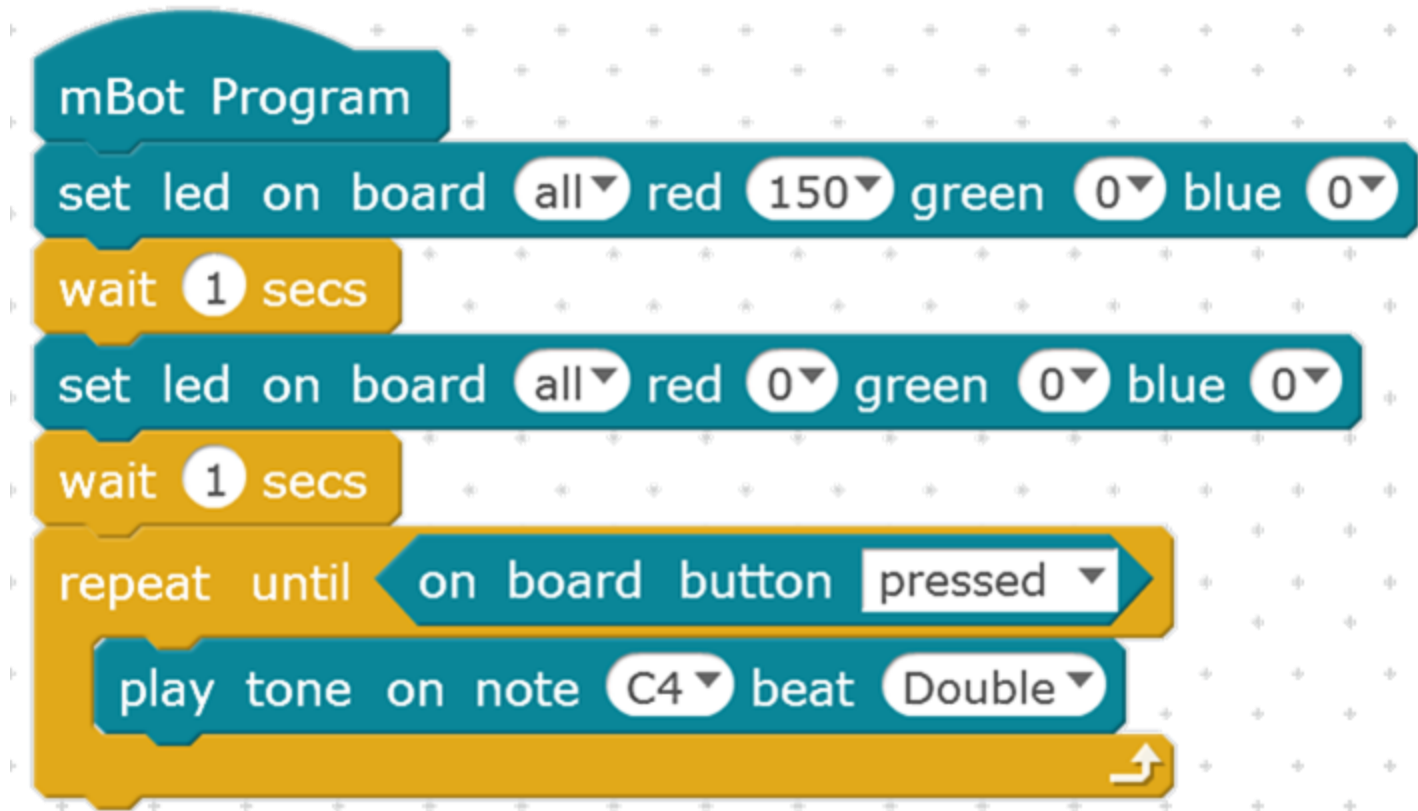 mBot Program
set led on board all red 150 green 0 blue 0
wait 1 secs
set led on board all red 0 green 0 blue 0
wait 1 secs
repeat until on board button pressed
play tone on note C4 beat Double